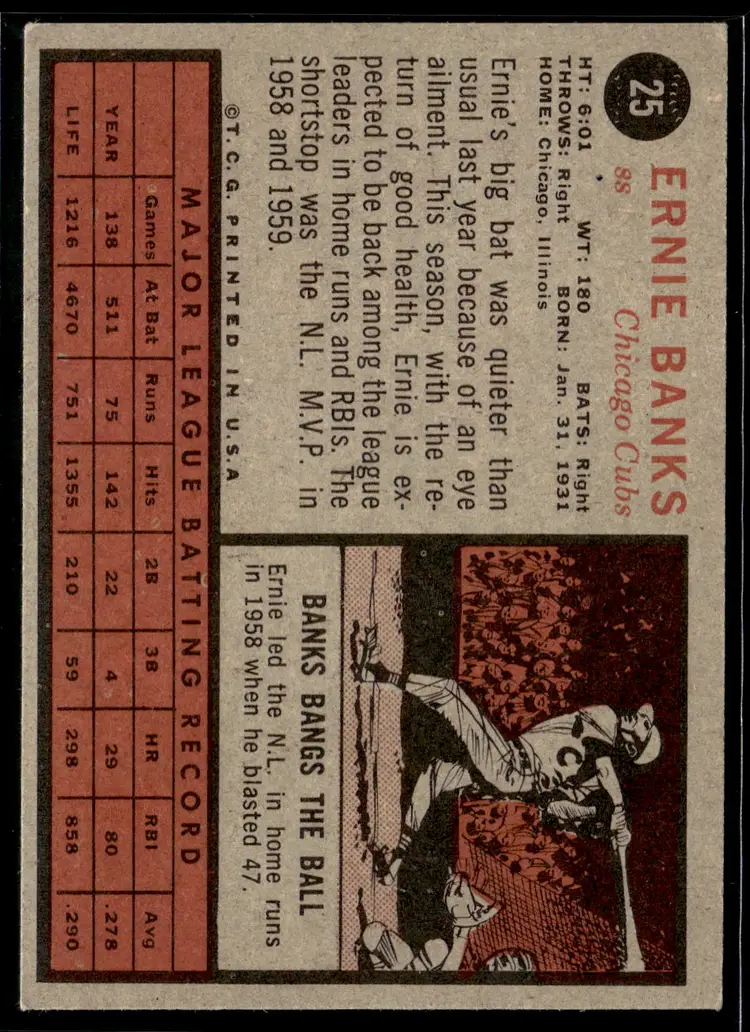 25
ERNIE BANKS
SS Chicago Cubs
HT: 6:01 WT: 180 BATS: Right
THROWS: Right BORN: Jan. 31, 1931
HOME: Chicago, Illinois
Ernie's big bat was quieter than
usual last year because of an eye
ailment. This season, with the re-
turn of good health, Ernie is ex-
pected to be back among the league
leaders in home runs and RBIs. The
shortstop was the N.L. M.V.P. in
1958 and 1959.
©T.C.G. PRINTED IN U.S.A
C
BANKS BANGS THE BALL
Ernie led the N.L. in home runs
in 1958 when he blasted 47.
MAJOR LEAGUE BATTING RECORD
Games At Bat Runs Hits 2B 3B HR RBI Avg
YEAR 138 511 75 142 22 4 29 80 .278
LIFE 1216 4670 751 1355 210 59 298 858 .290